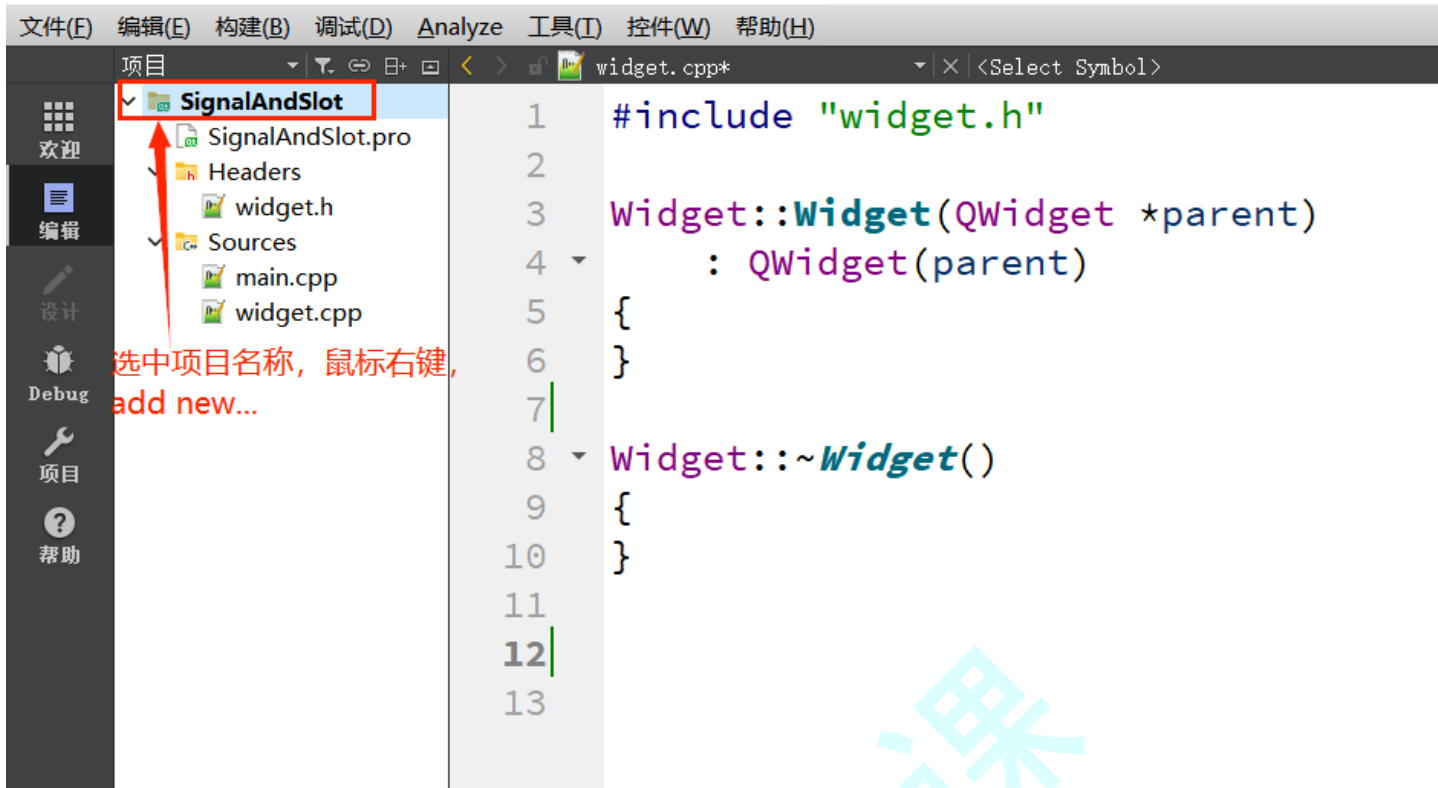 文件(F) 编辑(E) 构建(B) 调试(D) Analyze 工具(T) 控件(W) 帮助(H)
项目 widget.cpp* <Select Symbol>
欢迎
编辑
设计
Debug
项目
帮助
SignalAndSlot
SignalAndSlot.pro
Headers
widget.h
Sources
main.cpp
widget.cpp
选中项目名称，鼠标右键，
add new...
1 #include "widget.h"
2
3 Widget::Widget(QWidget *parent)
4 : QWidget(parent)
5 {
6 }
7
8 Widget::~Widget()
9 {
10 }
11
12
13
课